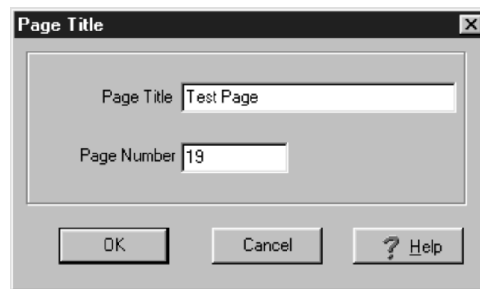 Page Title
Page Title Test Page
Page Number 19
OK Cancel ? Help